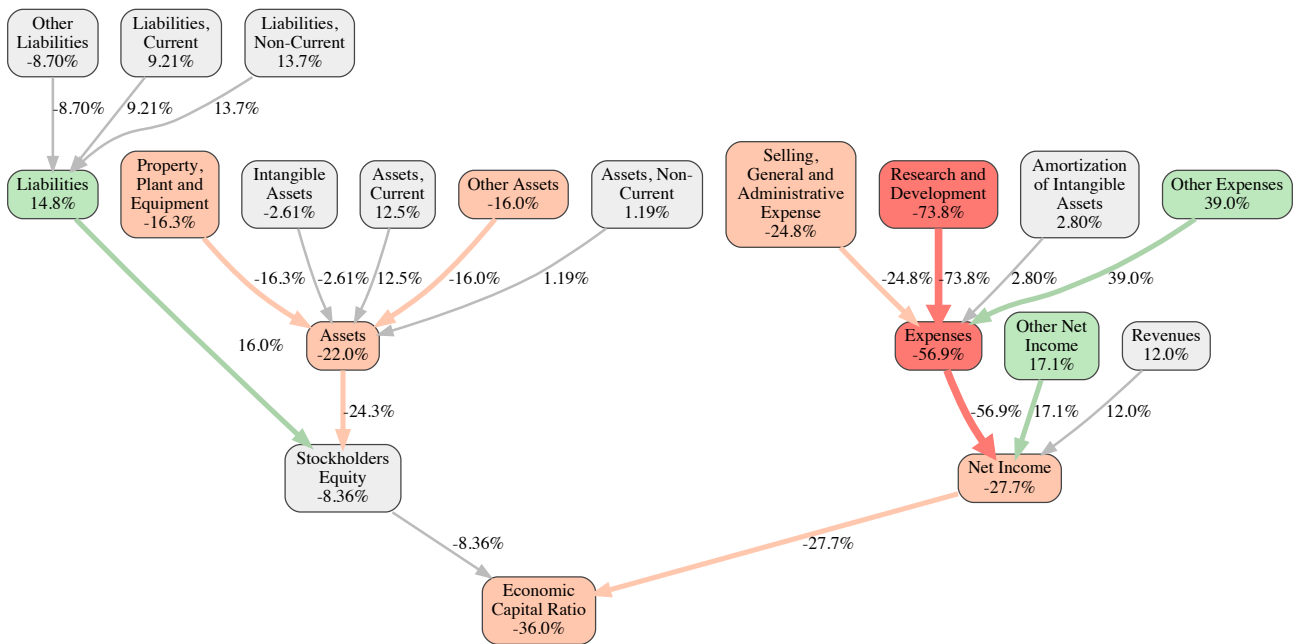 Other
Liabilities
-8.70%
Liabilities,
Current
9.21%
Liabilities,
Non-Current
13.7%
-8.70%
9.21%
13.7%
Liabilities
14.8%
Property,
Plant and
Equipment
-16.3%
Intangible
Assets
-2.61%
Assets,
Current
12.5%
Other Assets
-16.0%
Assets, Non-
Current
1.19%
Selling,
General and
Administrative
Expense
-24.8%
Research and
Development
-73.8%
Amortization
of Intangible
Assets
2.80%
Other Expenses
39.0%
-16.3%
-2.61%
12.5%
-16.0%
1.19%
-24.8%
-73.8%
2.80%
39.0%
16.0%
Assets
-22.0%
Expenses
-56.9%
Other Net
Income
17.1%
Revenues
12.0%
-24.3%
-56.9%
17.1%
12.0%
Stockholders
Equity
-8.36%
Net Income
-27.7%
-8.36%
-27.7%
Economic
Capital Ratio
-36.0%